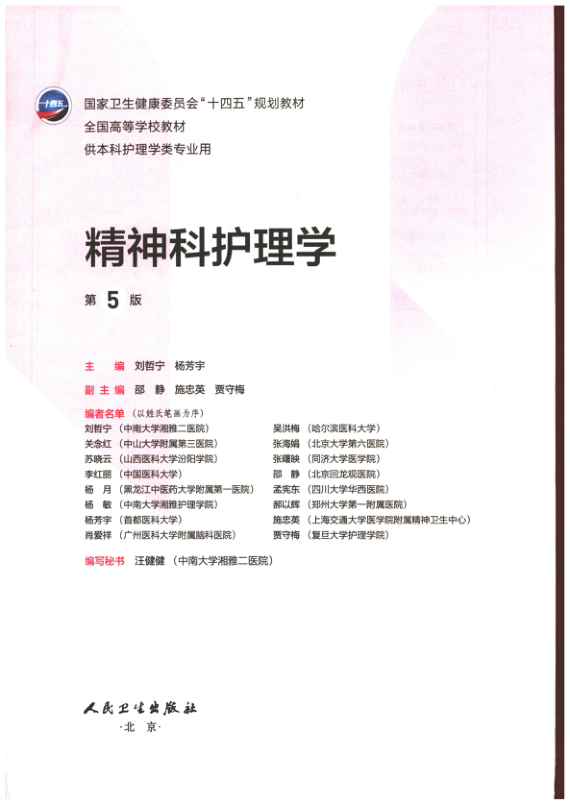 十四五
国家卫生健康委员会“十四五”规划教材
全国高等学校教材
供本科护理学类专业用
精神科护理学
第 5 版
主 编 刘哲宁 杨芳宇
副主编 邵 静 施忠英 贾守梅
编者名单（以姓氏笔画为序）
刘哲宁（中南大学湘雅二医院） 吴洪梅（哈尔滨医科大学）
关念红（中山大学附属第三医院） 张海娟（北京大学第六医院）
苏晓云（山西医科大学汾阳学院） 张曙映（同济大学医学院）
李红丽（中国医科大学） 邵 静（北京回龙观医院）
杨 月（黑龙江中医药大学附属第一医院） 孟宪东（四川大学华西医院）
杨 敏（中南大学湘雅护理学院） 郝以辉（郑州大学第一附属医院）
杨芳宇（首都医科大学） 施忠英（上海交通大学医学院附属精神卫生中心）
肖爱祥（广州医科大学附属脑科医院） 贾守梅（复旦大学护理学院）
编写秘书 汪健健（中南大学湘雅二医院）
人民卫生出版社
·北 京·